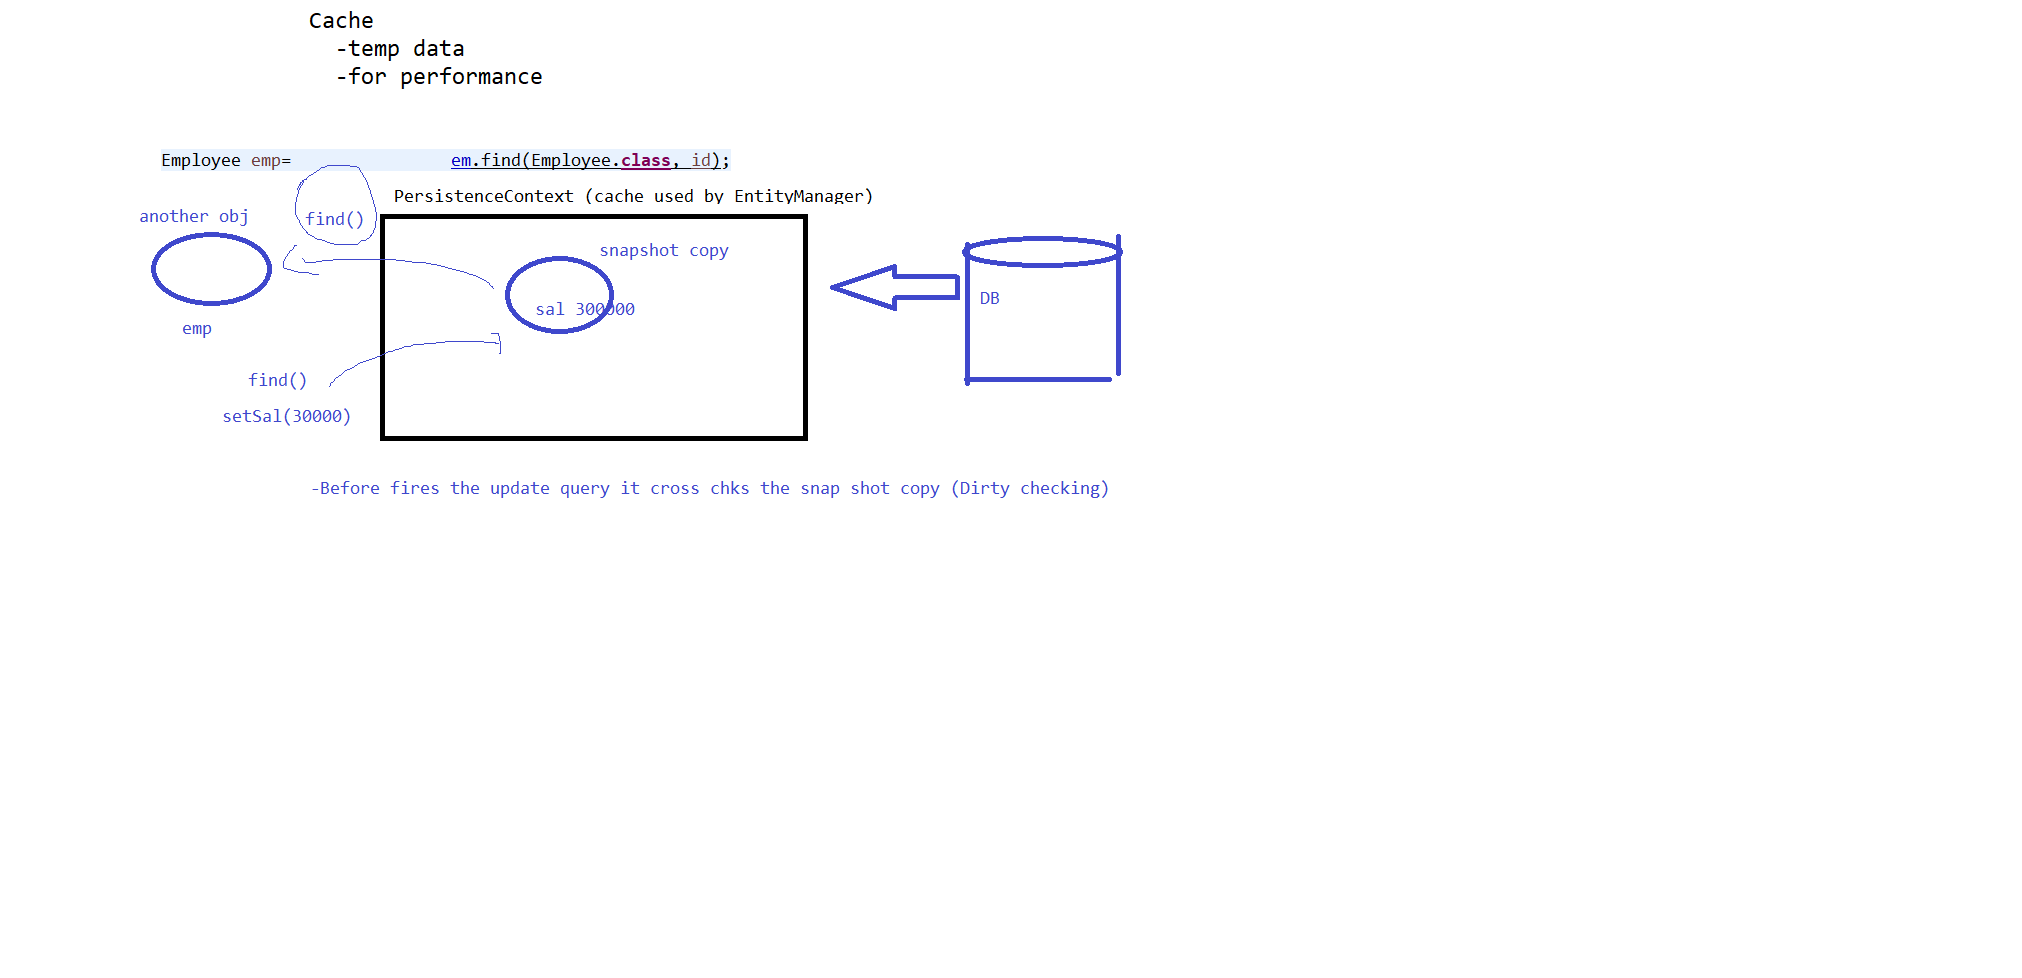 Cache
-temp data
-for performance
Employee emp= em.find(Employee.class, id);
PersistenceContext (cache used by EntityManager)
another obj
find()
snapshot copy
sal 300000
DB
emp
find()
setSal(30000)
-Before fires the update query it cross chks the snap shot copy (Dirty checking)